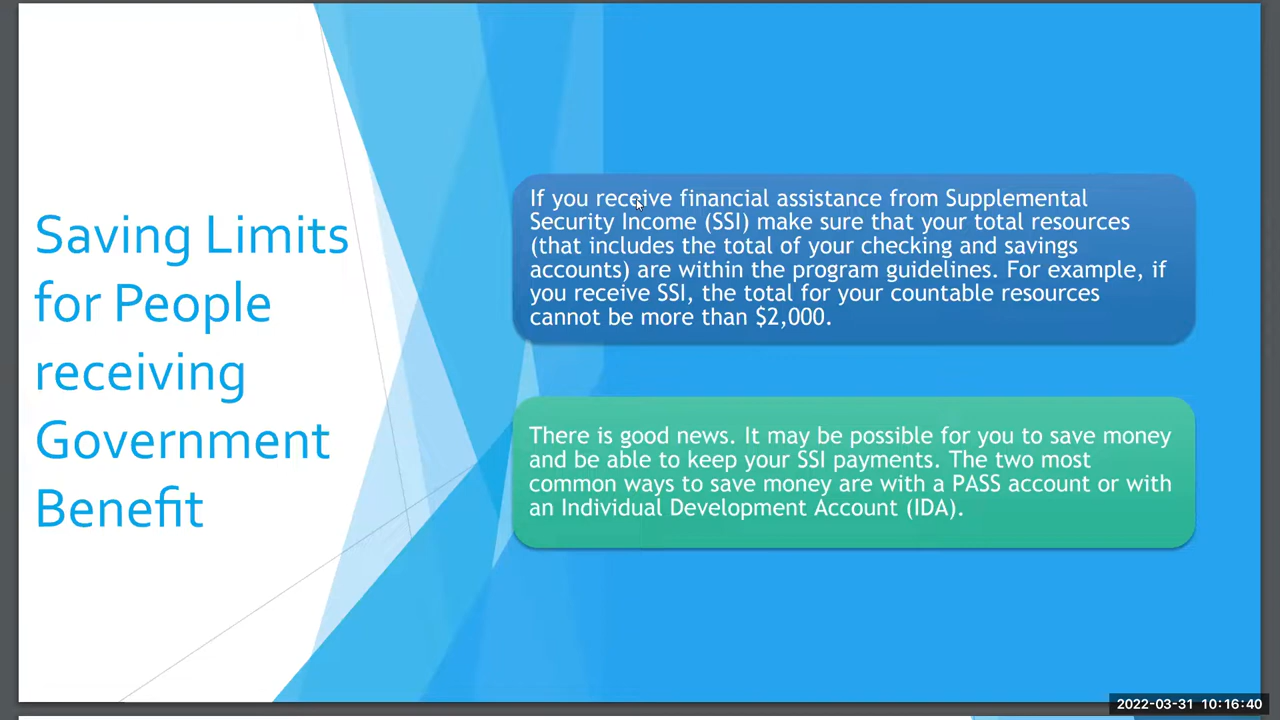 Saving Limits
for People
receiving
Government
Benefit
If you receive financial assistance from Supplemental
Security Income (SSI) make sure that your total resources
(that includes the total of your checking and savings
accounts) are within the program guidelines. For example, if
you receive SSI, the total for your countable resources
cannot be more than $2,000.
There is good news. It may be possible for you to save money
and be able to keep your SSI payments. The two most
common ways to save money are with a PASS account or with
an Individual Development Account (IDA).
2022-03-31 10:16:40